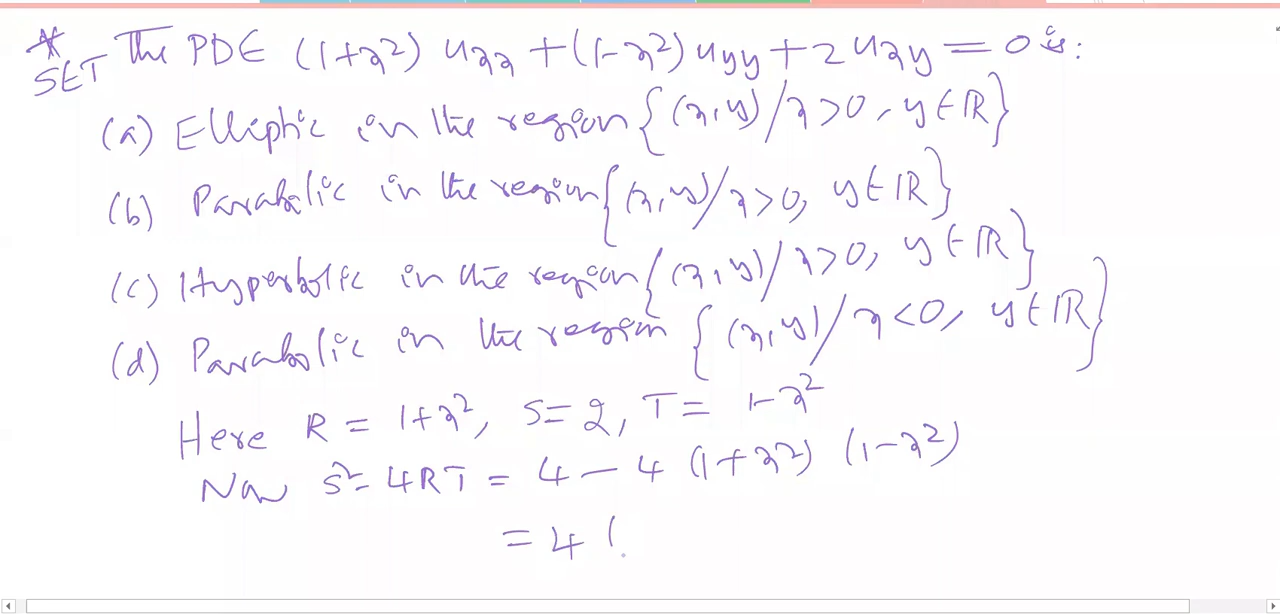 *
SET The PDE (1+x²) uxx +(1-x²) uyy + 2 uxy = 0 is:
(a) Elliptic in the region {(x,y)/x>0, y∈ℝ}
(b) Parabolic in the region {(x,y)/x>0, y∈ℝ}
(c) Hyperbolic in the region {(x,y)/x>0, y∈ℝ}
(d) Parabolic in the region {(x,y)/x<0, y∈ℝ}
Here R = 1+x², S=2, T= 1-x²
Now S²-4RT = 4 - 4 (1+x²) (1-x²)
= 4 (